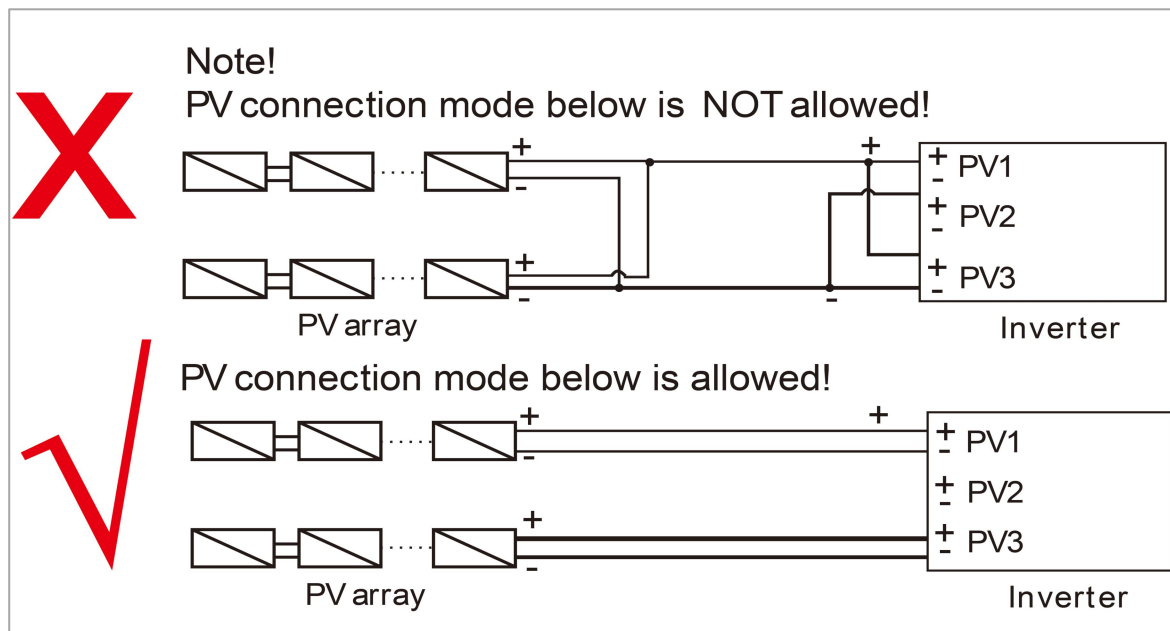 Note!
PV connection mode below is NOT allowed!
+
-
+
+
-
PV1
+
-
PV2
+
-
+
-
PV3
-
PV array
Inverter
PV connection mode below is allowed!
+
-
+
+
-
PV1
+
-
PV2
+
-
+
-
PV3
PV array
Inverter